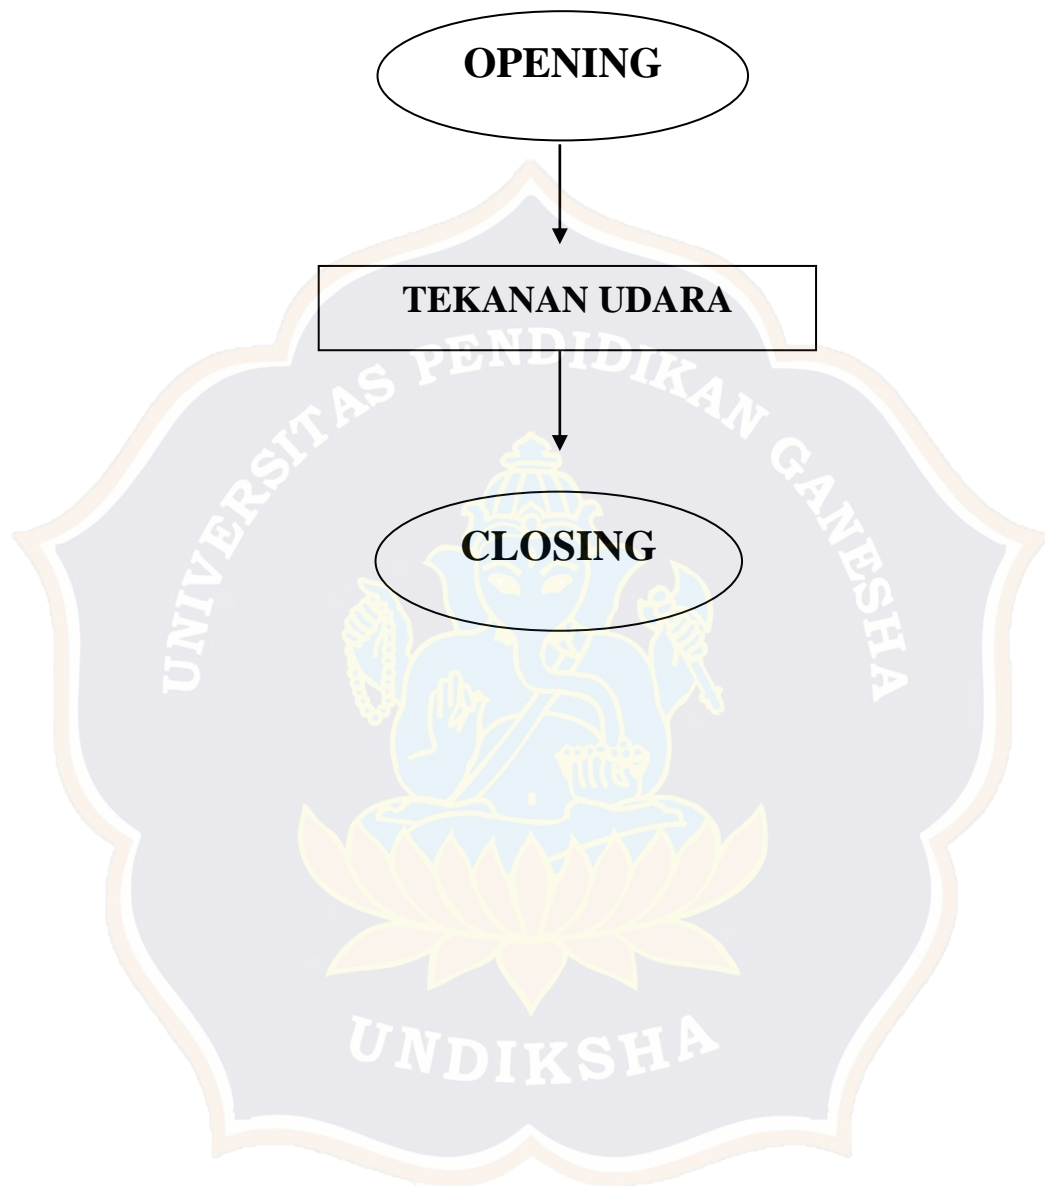 OPENING
TEKANAN UDARA
UNIVERSITAS PENDIDIKAN GANESHA
CLOSING
UNDIKSHA